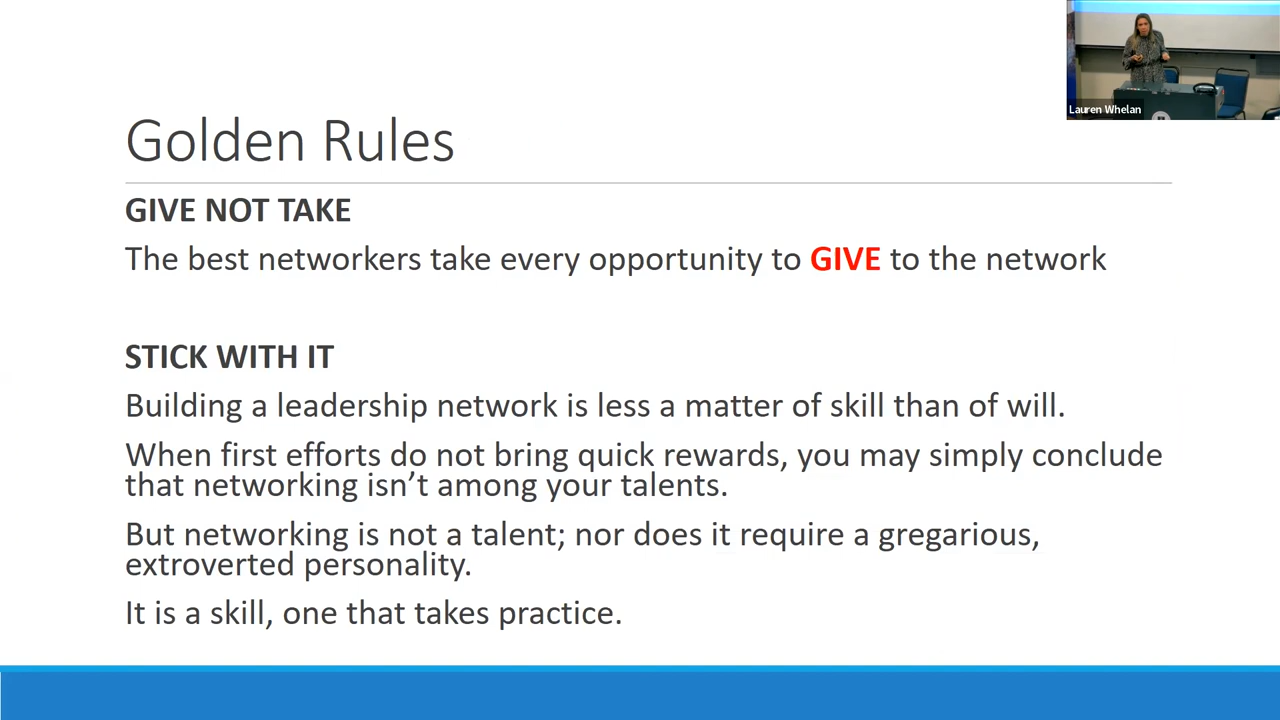 Lauren Whelan
Golden Rules
GIVE NOT TAKE
The best networkers take every opportunity to GIVE to the network
STICK WITH IT
Building a leadership network is less a matter of skill than of will.
When first efforts do not bring quick rewards, you may simply conclude
that networking isn’t among your talents.
But networking is not a talent; nor does it require a gregarious,
extroverted personality.
It is a skill, one that takes practice.